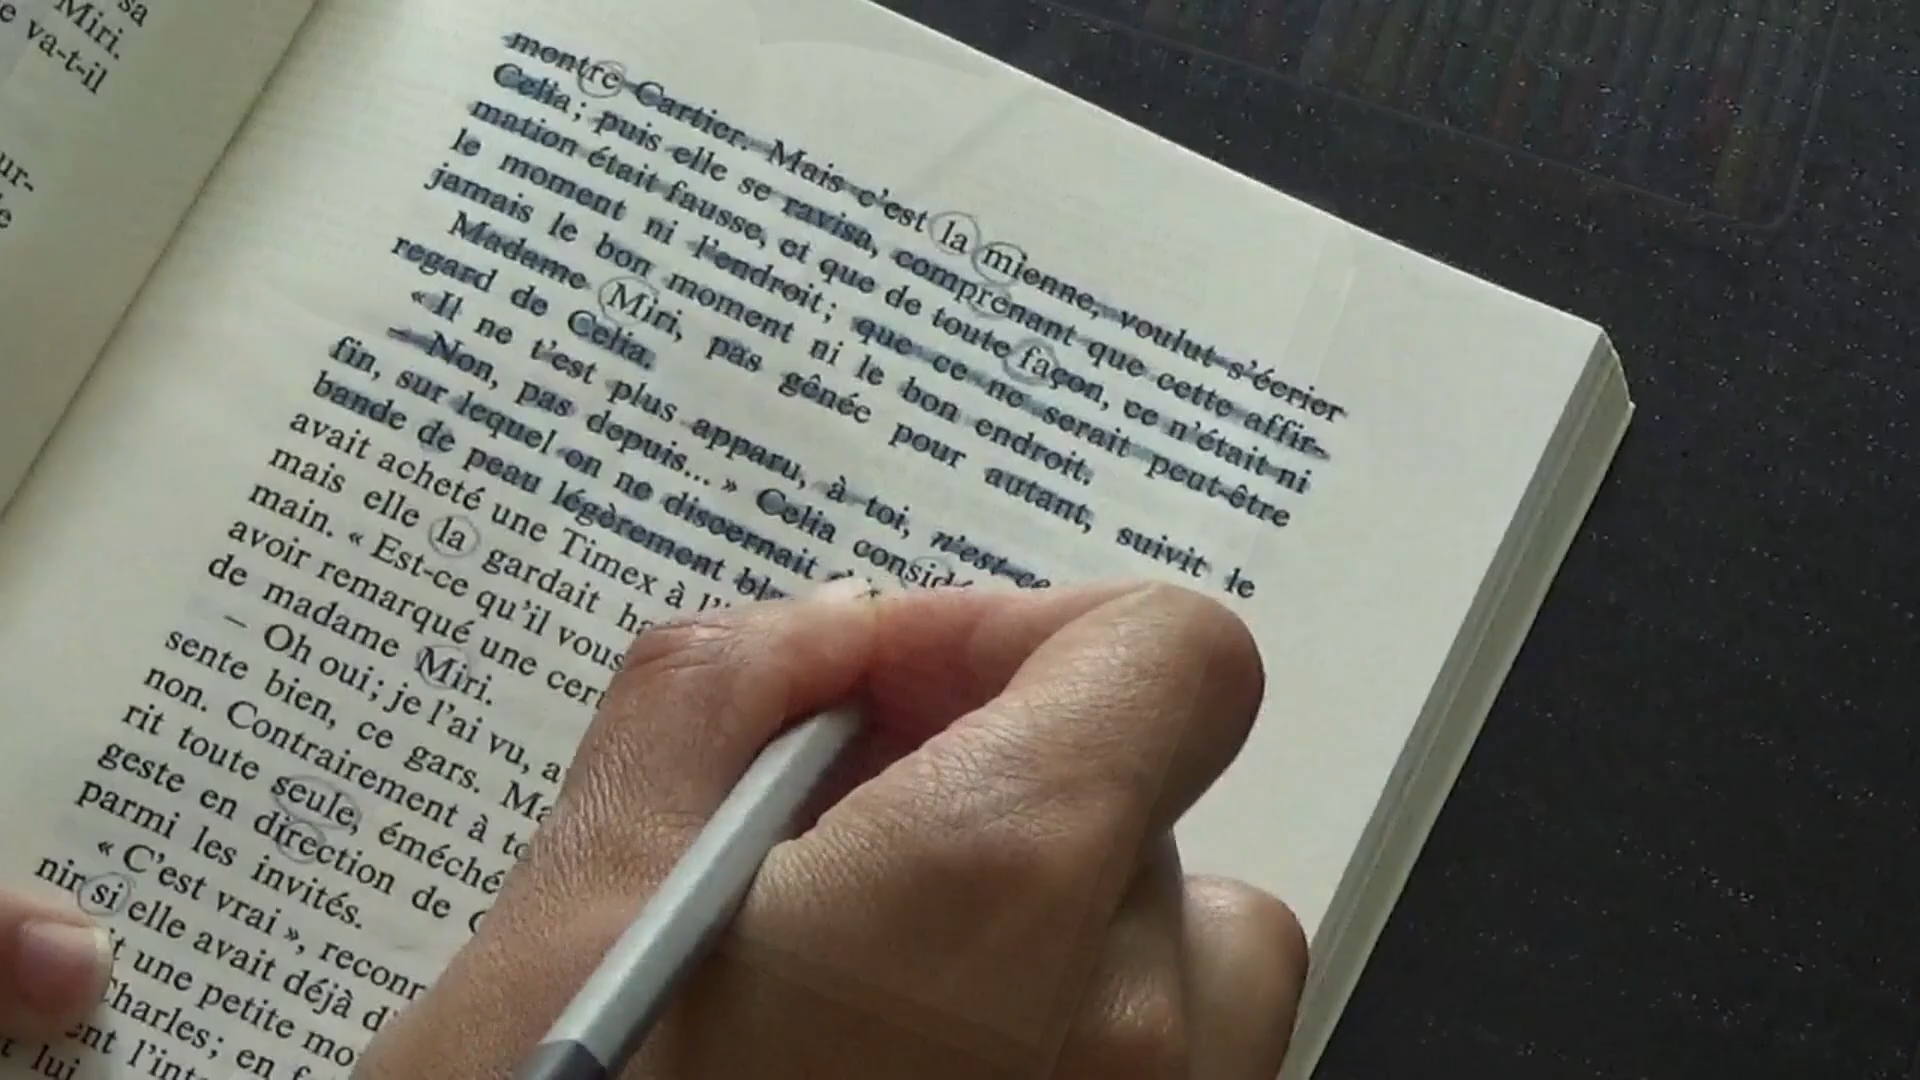 sa
Miri.
va-t-il
ur-
montre Cartier. Mais c'est la mienne, voulut s'écrier
Celia ; puis elle se ravisa, comprenant que cette affir-
mation était fausse, et que de toute façon, ce n'était ni
le moment ni l'endroit ; que ce ne serait peut-être
jamais le bon moment ni le bon endroit.
Madame Miri, pas gênée pour autant, suivit le
regard de Celia.
« Il ne t'est plus apparu, à toi, n'est-ce
— Non, pas depuis... » Celia considé
fin, sur lequel on ne discernait
bande de peau légèrement
avait acheté une Timex à
mais elle la gardait
main. « Est-ce qu'il vous
avoir remarqué une cer
de madame Miri.
– Oh oui ; je l'ai vu,
sente bien, ce gars. Ma
non. Contrairement à to
rit toute seule, éméché
geste en direction de
parmi les invités.
« C'est vrai », reconn
nir si elle avait déjà d
it une petite mo
Charles ; en
ent l'inte
lui